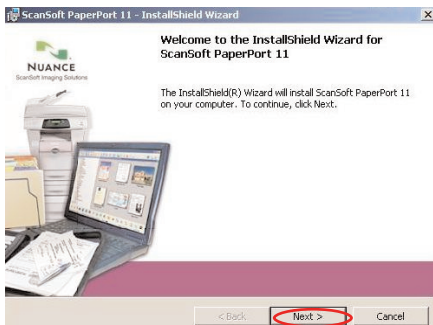 ScanSoft PaperPort 11 - InstallShield Wizard
Welcome to the InstallShield Wizard for
ScanSoft PaperPort 11
NUANCE
ScanSoft Imaging Solutions
The InstallShield(R) Wizard will install ScanSoft PaperPort 11
on your computer. To continue, click Next.
< Back
Next >
Cancel